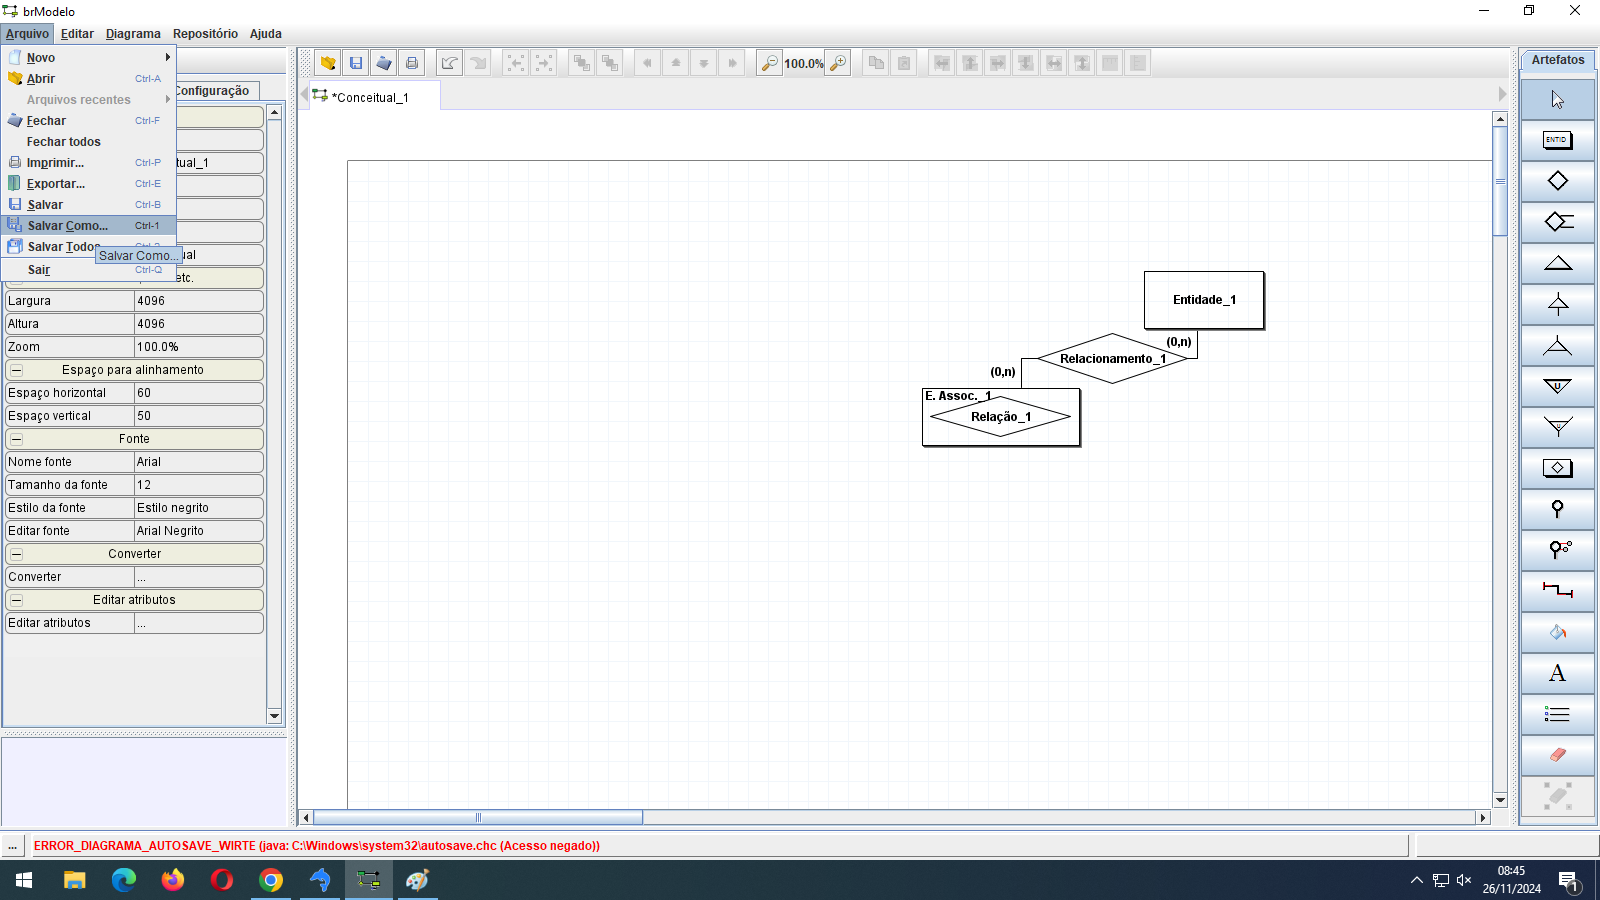 brModelo
Arquivo Editar Diagrama Repositório Ajuda
Novo
Abrir Ctrl-A
Arquivos recentes
Fechar Ctrl-F
Fechar todos
Imprimir... Ctrl-P
Exportar... Ctrl-E
Salvar Ctrl-B
Salvar Como... Ctrl-1
Salvar Todos
Salvar Como...
Sair Ctrl-Q
Configuração
tual_1
ual
etc.
Largura 4096
Altura 4096
Zoom 100.0%
Espaço para alinhamento
Espaço horizontal 60
Espaço vertical 50
Fonte
Nome fonte Arial
Tamanho da fonte 12
Estilo da fonte Estilo negrito
Editar fonte Arial Negrito
Converter
Converter ...
Editar atributos
Editar atributos ...
100.0%
*Conceitual_1
Entidade_1
(0,n)
Relacionamento_1
(0,n)
E. Assoc._1
Relação_1
Artefatos
ENTID
U
U
A
... ERROR_DIAGRAMA_AUTOSAVE_WIRTE (java: C:\Windows\system32\autosave.chc (Acesso negado))
08:45
26/11/2024
1